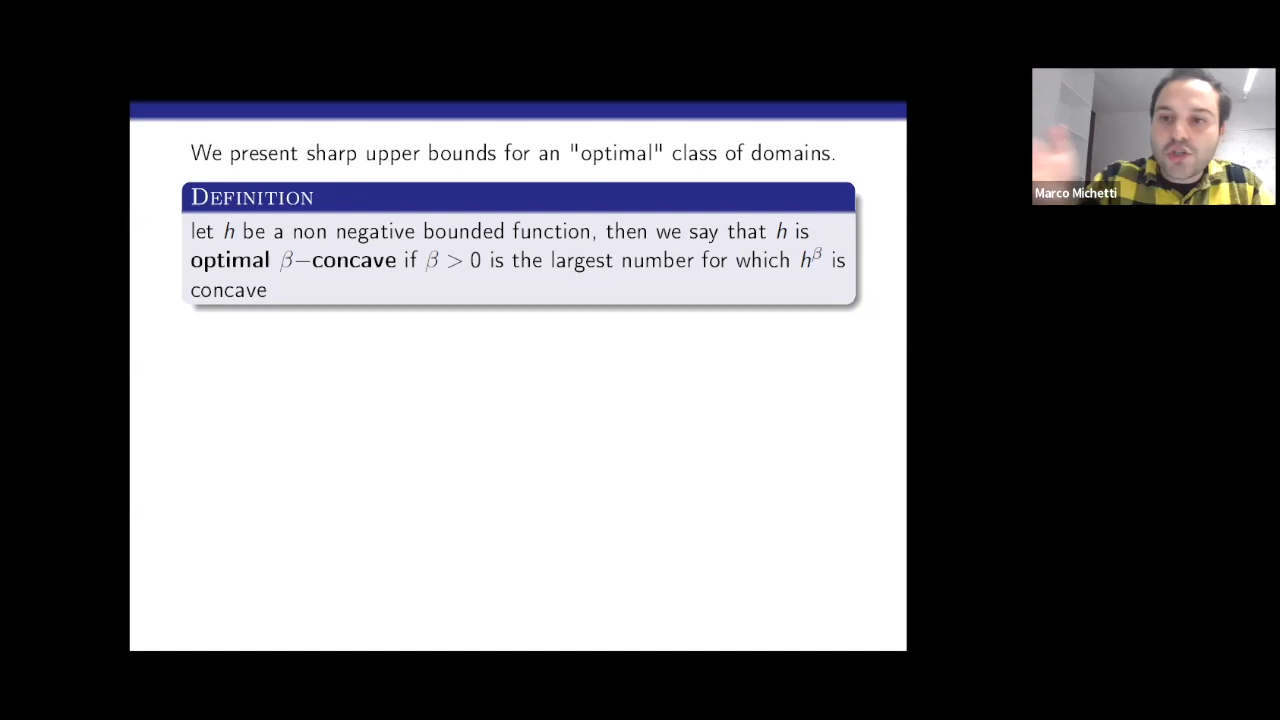 We present sharp upper bounds for an "optimal" class of domains.
DEFINITION
let h be a non negative bounded function, then we say that h is
optimal β−concave if β > 0 is the largest number for which h^β is
concave
Marco Michetti